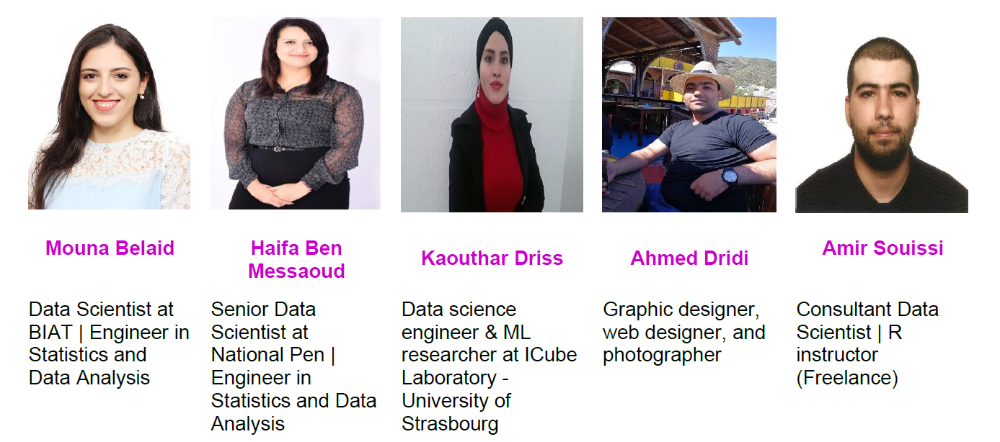 Mouna Belaid
Data Scientist at
BIAT | Engineer in
Statistics and
Data Analysis
Haifa Ben
Messaoud
Senior Data
Scientist at
National Pen |
Engineer in
Statistics and Data
Analysis
Kaouthar Driss
Data science
engineer & ML
researcher at ICube
Laboratory -
University of
Strasbourg
Ahmed Dridi
Graphic designer,
web designer, and
photographer
Amir Souissi
Consultant Data
Scientist | R
instructor
(Freelance)